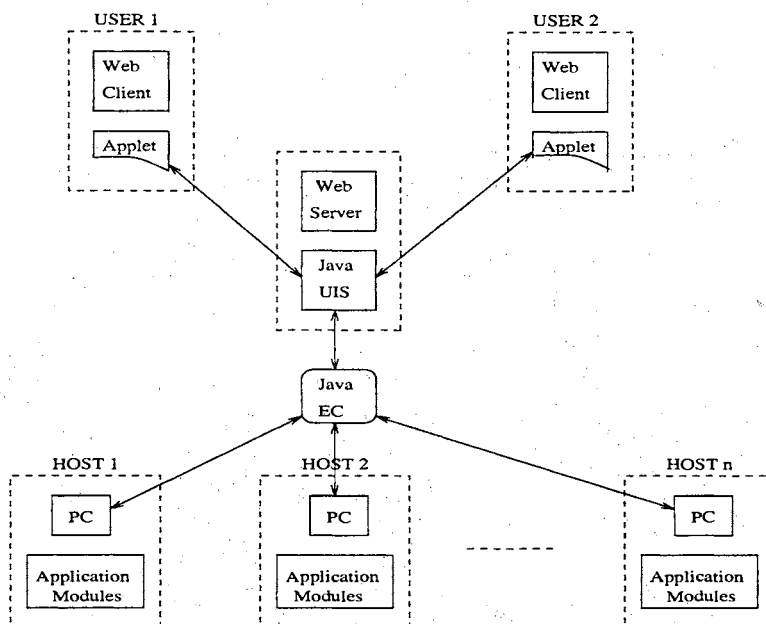 USER 1
USER 2
Web
Client
Applet
Web
Client
Applet
Web
Server
Java
UIS
Java
EC
HOST 1
HOST 2
HOST n
PC
PC
PC
Application
Modules
Application
Modules
Application
Modules